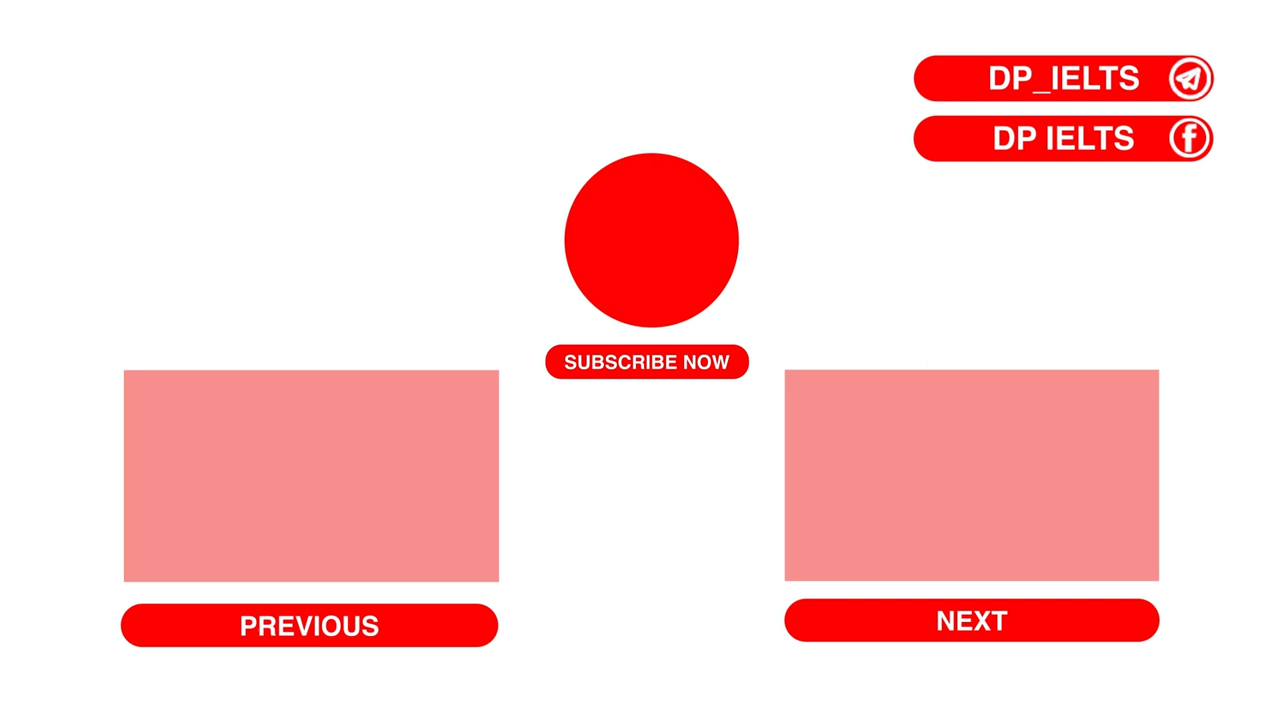 DP_IELTS
DP IELTS
SUBSCRIBE NOW
PREVIOUS
NEXT